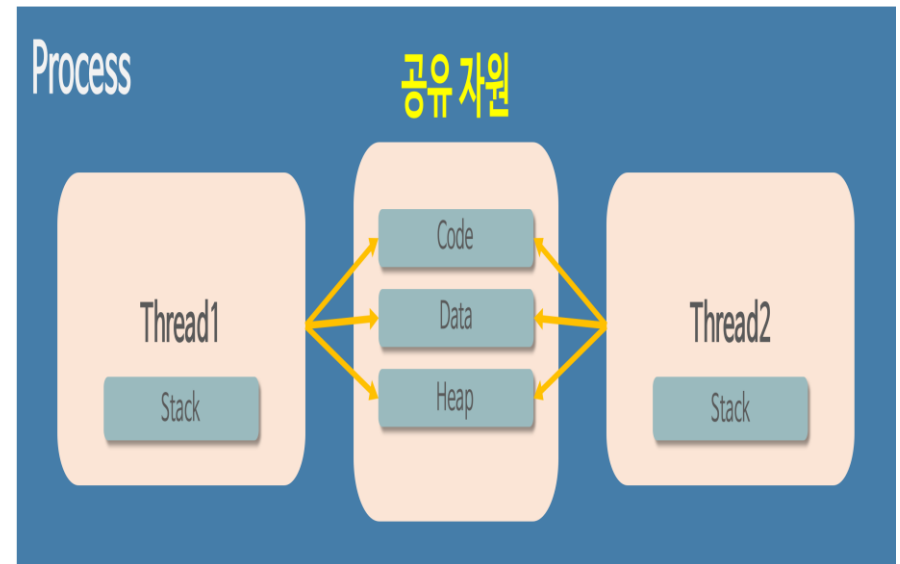 Process
공유 자원
Code
Data
Heap
Thread1
Stack
Thread2
Stack